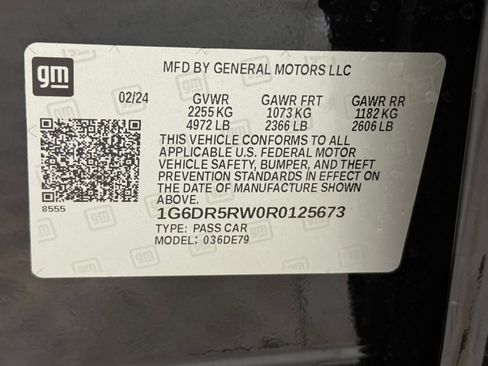 gm
MFD BY GENERAL MOTORS LLC
02/24 GVWR GAWR FRT GAWR RR
2255 KG 1073 KG 1182 KG
4972 LB 2366 LB 2606 LB
THIS VEHICLE CONFORMS TO ALL
APPLICABLE U.S. FEDERAL MOTOR
VEHICLE SAFETY, BUMPER, AND THEFT
PREVENTION STANDARDS IN EFFECT ON
THE DATE OF MANUFACTURE SHOWN
ABOVE.
8555
1G6DR5RW0R0125673
TYPE: PASS CAR
MODEL: 036DE79